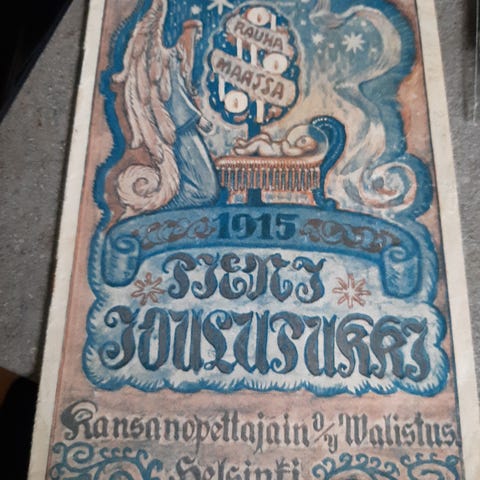 RAUHA
MAASSA
1915
PIENI
JOULUPUKKI
Kansanopettajain O/Y Walistus.
Helsinki